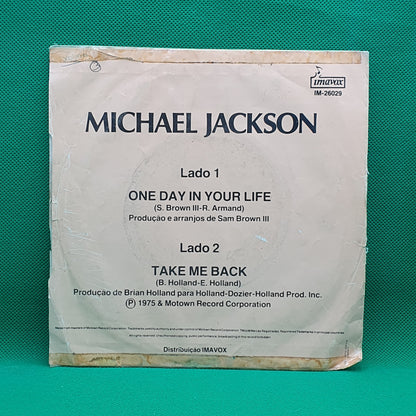 imavox
IM-26029
MICHAEL JACKSON
Lado 1
ONE DAY IN YOUR LIFE
(S. Brown III-R. Armand)
Produção e arranjos de Sam Brown III
Lado 2
TAKE ME BACK
(B. Holland-E. Holland)
Produção de Brian Holland para Holland-Dozier-Holland Prod. Inc.
Ⓟ 1975 & Motown Record Corporation
Distribuição IMAVOX